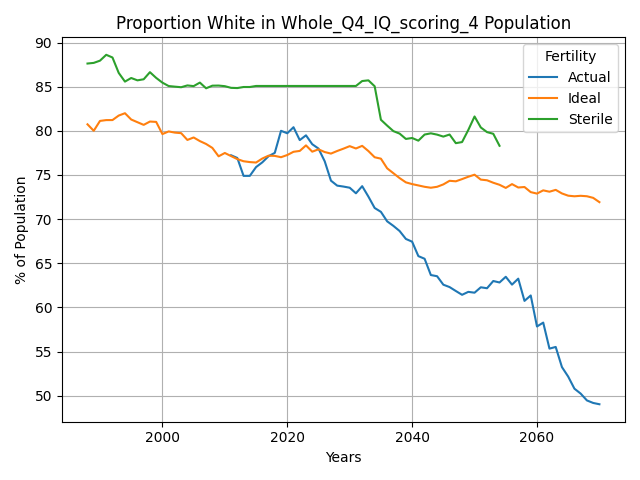 Proportion White in Whole_Q4_IQ_scoring_4 Population
% of Population
90
85
80
75
70
65
60
55
50
Fertility
Actual
Ideal
Sterile
2000
2020
2040
2060
Years